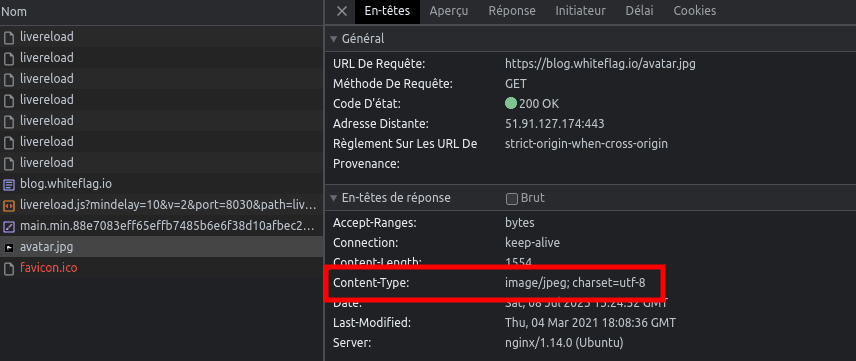 Nom
livereload
livereload
livereload
livereload
livereload
livereload
livereload
blog.whiteflag.io
livereload.js?mindelay=10&v=2&port=8030&path=liv...
main.min.88e7083eff65effb7485b6e6f38d10afbec2...
avatar.jpg
favicon.ico
En-têtes Aperçu Réponse Initiateur Délai Cookies
Général
URL De Requête: https://blog.whiteflag.io/avatar.jpg
Méthode De Requête: GET
Code D'état: 200 OK
Adresse Distante: 51.91.127.174:443
Règlement Sur Les URL De strict-origin-when-cross-origin
Provenance:
En-têtes de réponse Brut
Accept-Ranges: bytes
Connection: keep-alive
Content-Length: 1554
Content-Type: image/jpeg; charset=utf-8
Date: Sat, 08 Jul 2023 13:24:32 GMT
Last-Modified: Thu, 04 Mar 2021 18:08:36 GMT
Server: nginx/1.14.0 (Ubuntu)